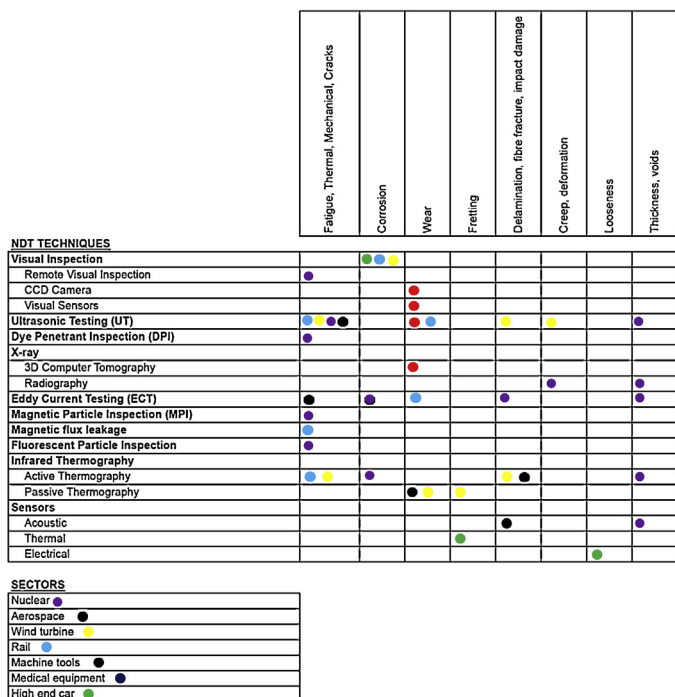 Fatigue, Thermal, Mechanical, Cracks
Corrosion
Wear
Fretting
Delamination, fibre fracture, impact damage
Creep, deformation
Looseness
Thickness, voids
NDT TECHNIQUES
Visual Inspection
Remote Visual Inspection
CCD Camera
Visual Sensors
Ultrasonic Testing (UT)
Dye Penetrant Inspection (DPI)
X-ray
3D Computer Tomography
Radiography
Eddy Current Testing (ECT)
Magnetic Particle Inspection (MPI)
Magnetic flux leakage
Fluorescent Particle Inspection
Infrared Thermography
Active Thermography
Passive Thermography
Sensors
Acoustic
Thermal
Electrical
SECTORS
Nuclear
Aerospace
Wind turbine
Rail
Machine tools
Medical equipment
High end car